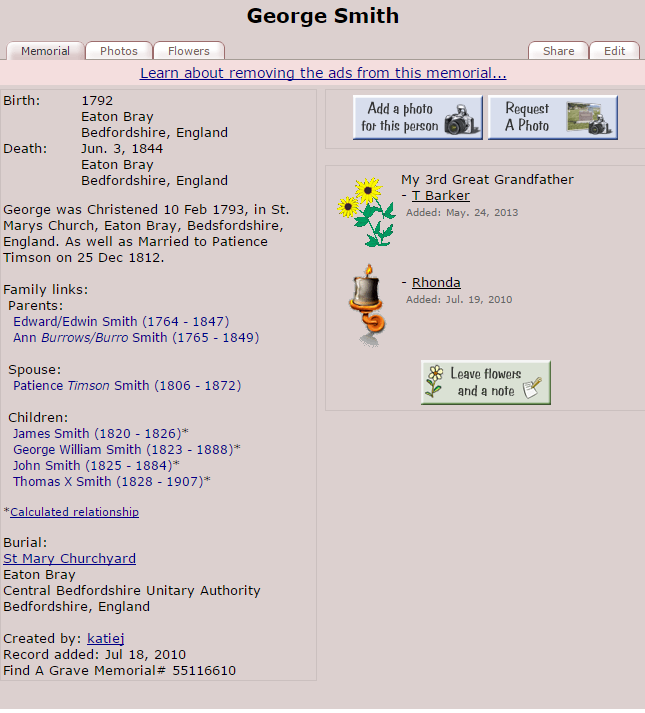 George Smith
Memorial
Photos
Flowers
Share
Edit
Learn about removing the ads from this memorial...
Birth: 1792
Eaton Bray
Bedfordshire, England
Death: Jun. 3, 1844
Eaton Bray
Bedfordshire, England
George was Christened 10 Feb 1793, in St.
Marys Church, Eaton Bray, Bedsfordshire,
England. As well as Married to Patience
Timson on 25 Dec 1812.
Family links:
Parents:
Edward/Edwin Smith (1764 - 1847)
Ann Burrows/Burro Smith (1765 - 1849)
Spouse:
Patience Timson Smith (1806 - 1872)
Children:
James Smith (1820 - 1826)*
George William Smith (1823 - 1888)*
John Smith (1825 - 1884)*
Thomas X Smith (1828 - 1907)*
*Calculated relationship
Burial:
St Mary Churchyard
Eaton Bray
Central Bedfordshire Unitary Authority
Bedfordshire, England
Created by: katiej
Record added: Jul 18, 2010
Find A Grave Memorial# 55116610
Add a photo
for this person
Request
A Photo
My 3rd Great Grandfather
- T Barker
Added: May. 24, 2013
- Rhonda
Added: Jul. 19, 2010
Leave flowers
and a note